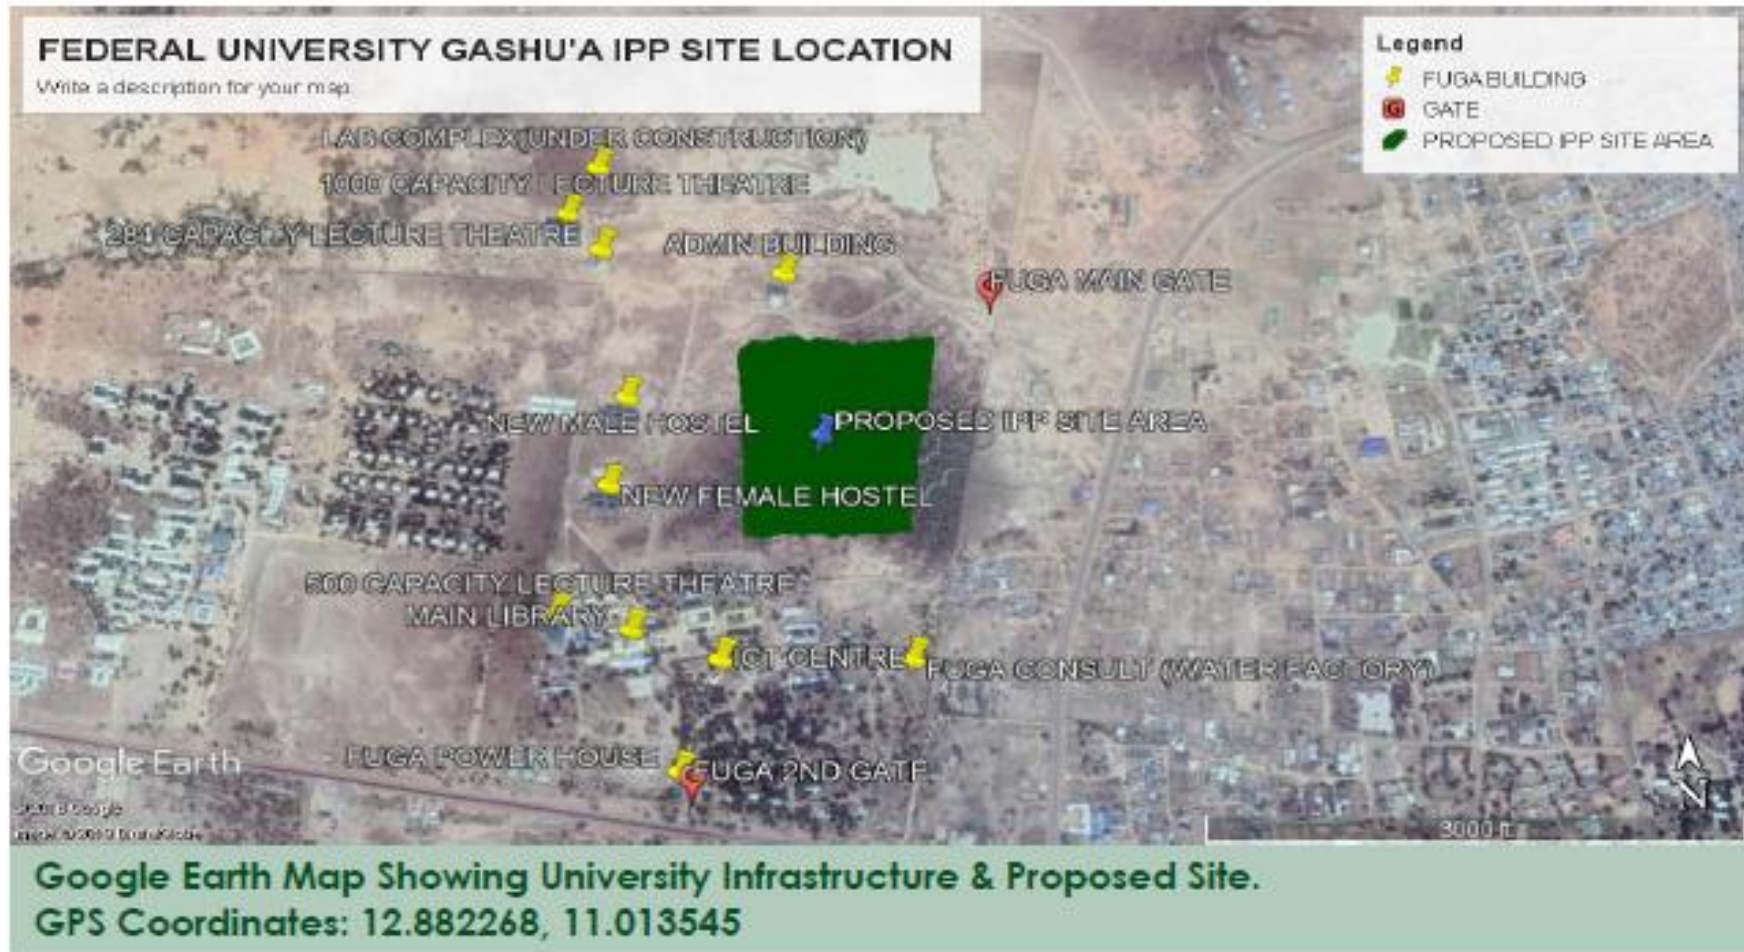 FEDERAL UNIVERSITY GASHU'A IPP SITE LOCATION
Write a description for your map.
Legend
FUGA BUILDING
G GATE
PROPOSED IPP SITE AREA
LAB COMPLEX(UNDER CONSTRUCTION)
1000 CAPACITY LECTURE THEATRE
CAPACITY LECTURE THEATRE
ADMIN BUILDING
FUGA MAIN GATE
NEW MALE HOSTEL
PROPOSED IPP SITE AREA
NEW FEMALE HOSTEL
500 CAPACITY LECTURE THEATRE
MAIN LIBRARY
ICT CENTRE
FUGA CONSULT (WATER FACTORY)
FUGA POWER HOUSE
FUGA 2ND GATE
Google Earth
Google
N
3000 ft
Google Earth Map Showing University Infrastructure & Proposed Site.
GPS Coordinates: 12.882268, 11.013545